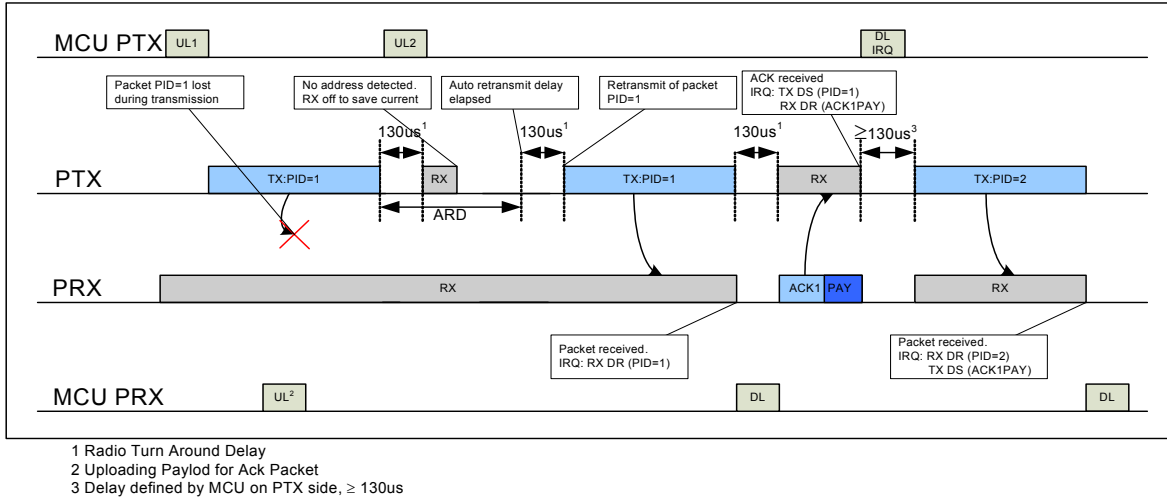 MCU PTX
UL1
UL2
DL
IRQ
Packet PID=1 lost
during transmission
No address detected.
RX off to save current
Auto retransmit delay
elapsed
Retransmit of packet
PID=1
ACK received
IRQ: TX DS (PID=1)
RX DR (ACK1PAY)
130us¹
130us¹
130us¹
≥130us³
PTX
TX:PID=1
RX
TX:PID=1
RX
TX:PID=2
ARD
PRX
RX
ACK1 PAY
RX
Packet received.
IRQ: RX DR (PID=1)
Packet received.
IRQ: RX DR (PID=2)
TX DS (ACK1PAY)
MCU PRX
UL²
DL
DL
1 Radio Turn Around Delay
2 Uploading Paylod for Ack Packet
3 Delay defined by MCU on PTX side, ≥ 130us